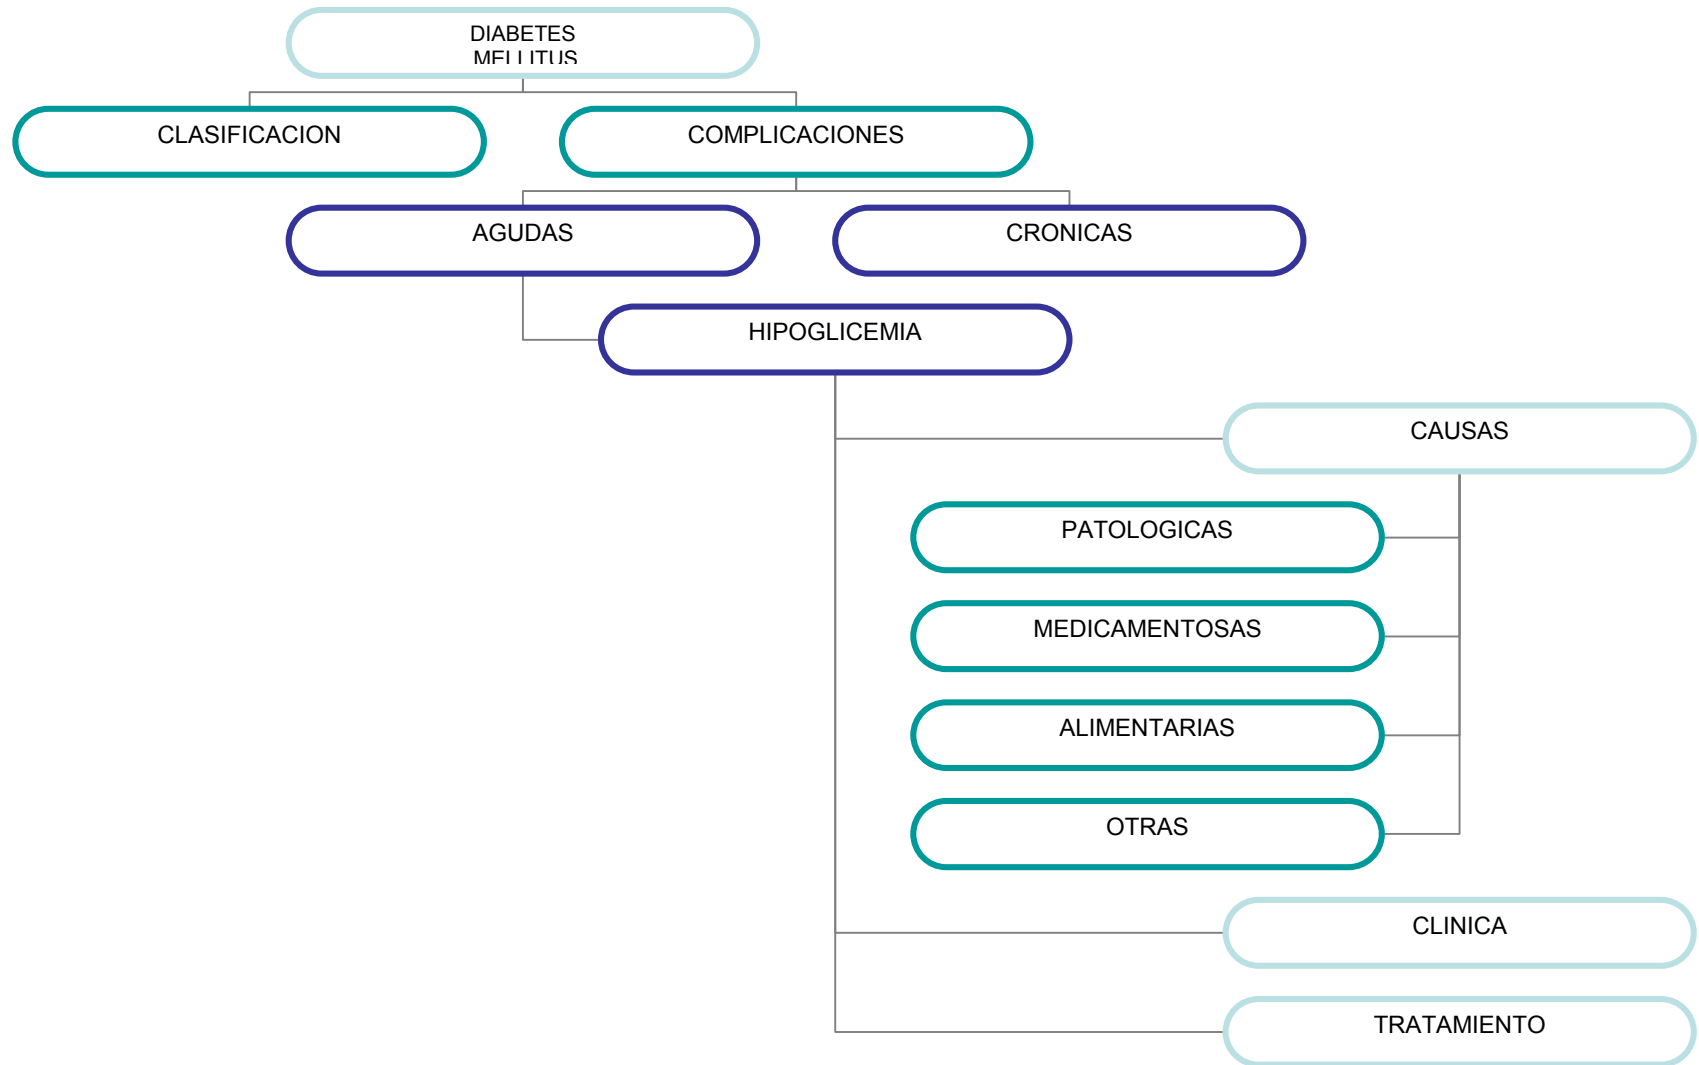 DIABETES
MELLITUS
CLASIFICACION
COMPLICACIONES
AGUDAS
CRONICAS
HIPOGLICEMIA
CAUSAS
PATOLOGICAS
MEDICAMENTOSAS
ALIMENTARIAS
OTRAS
CLINICA
TRATAMIENTO